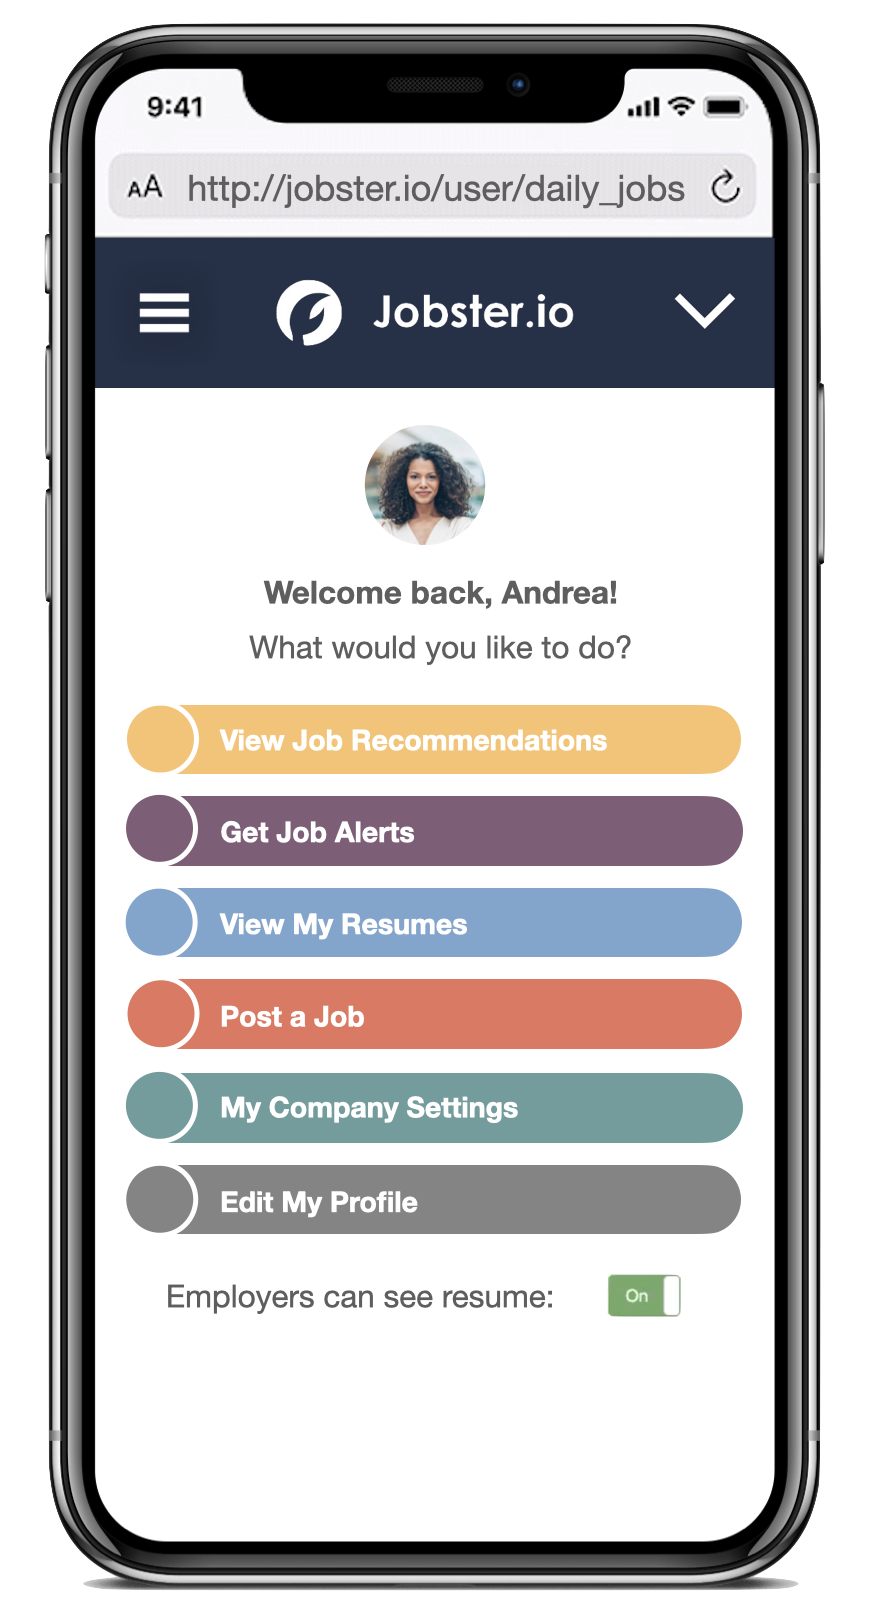 9:41
AA http://jobster.io/user/daily_jobs
Jobster.io
Welcome back, Andrea!
What would you like to do?
View Job Recommendations
Get Job Alerts
View My Resumes
Post a Job
My Company Settings
Edit My Profile
Employers can see resume: On